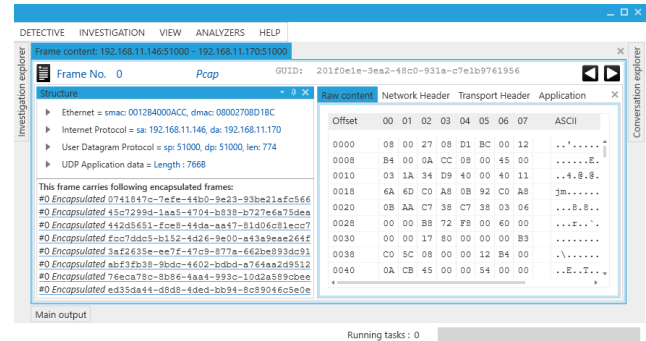 DETECTIVE INVESTIGATION VIEW ANALYZERS HELP
Investigation explorer
Frame content: 192.168.11.146:51000 - 192.168.11.170:51000
Conversation explorer
Frame No. 0 Pcap GUID: 201f0e1e-3ea2-48c0-931a-c7e1b9761956
Structure
Ethernet = smac: 0012B4000ACC, dmac: 08002708D1BC
Internet Protocol = sa: 192.168.11.146, da: 192.168.11.170
User Datagram Protocol = sp: 51000, dp: 51000, len: 774
UDP Application data = Length : 766B
This frame carries following encapsulated frames:
#0 Encapsulated 0741847c-7efe-44b0-9e23-93be21afc566
#0 Encapsulated 45c7299d-1aa5-4704-b838-b727e6a75dea
#0 Encapsulated 442d5651-fce8-44da-aa47-81d06c81ecc7
#0 Encapsulated fcc7ddc5-b152-4d26-9e00-a43a9eae264f
#0 Encapsulated 3af2635e-ee7f-47c9-877a-662be893dc91
#0 Encapsulated abf3fb38-9bdc-4602-bdbd-a764aa2d9512
#0 Encapsulated 76eca78c-8b86-4aa4-993c-10d2a589cbee
#0 Encapsulated ed35da44-d8d8-4ded-bb94-8c89046c5e0e
Raw content Network Header Transport Header Application
Offset 00 01 02 03 04 05 06 07 ASCII
0000 08 00 27 08 D1 BC 00 12 ..'.....
0008 B4 00 0A CC 08 00 45 00 ......E.
0010 03 1A 34 D9 40 00 40 11 ..4.@.@.
0018 6A 6D C0 A8 0B 92 C0 A8 jm......
0020 0B AA C7 38 C7 38 03 06 ...8.8..
0028 00 00 B8 72 F8 00 60 00 ...r..`.
0030 00 00 17 80 00 00 00 B3 ........
0038 C0 5C 08 00 00 12 B4 00 .\......
0040 0A CB 45 00 00 54 00 00 ..E..T..
Main output
Running tasks : 0